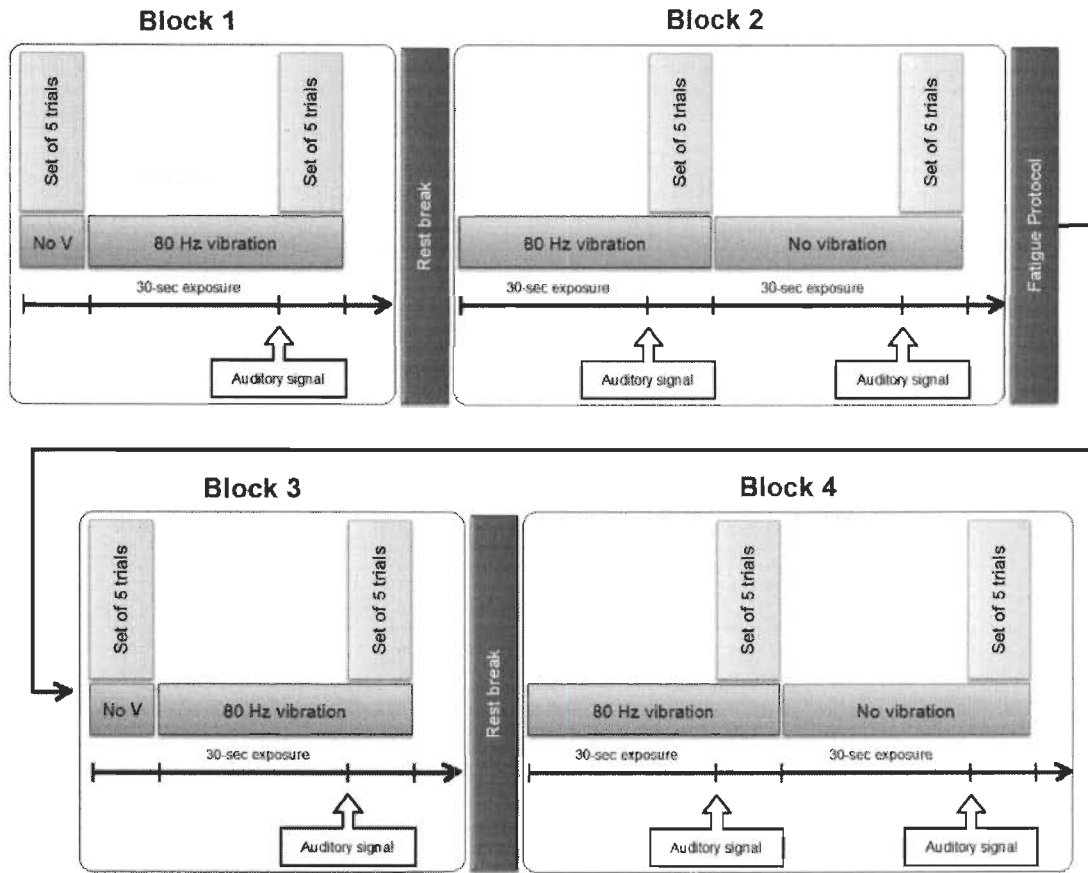 Block 1
Block 2
Set of 5 trials
Set of 5 trials
No V
80 Hz vibration
30-sec exposure
Auditory signal
Rest break
Set of 5 trials
Set of 5 trials
80 Hz vibration
No vibration
30-sec exposure
30-sec exposure
Auditory signal
Auditory signal
Fatigue Protocol
Block 3
Block 4
Set of 5 trials
Set of 5 trials
No V
80 Hz vibration
30-sec exposure
Auditory signal
Rest break
Set of 5 trials
Set of 5 trials
80 Hz vibration
No vibration
30-sec exposure
30-sec exposure
Auditory signal
Auditory signal